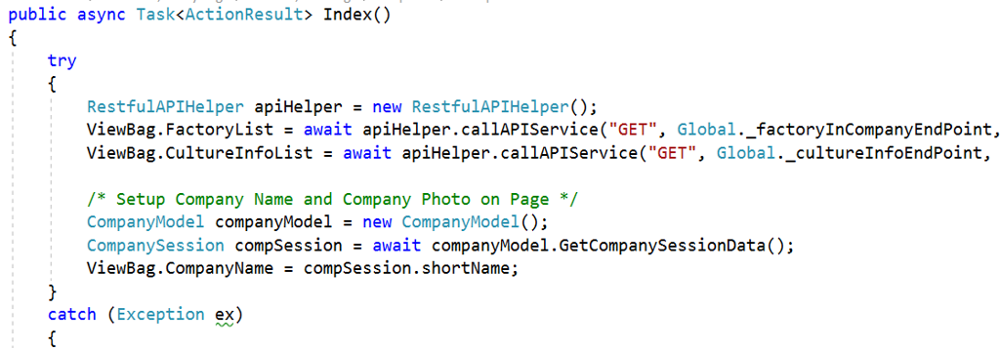 public async Task<ActionResult> Index()
{
try
{
RestfulAPIHelper apiHelper = new RestfulAPIHelper();
ViewBag.FactoryList = await apiHelper.callAPIService("GET", Global._factoryInCompanyEndPoint,
ViewBag.CultureInfoList = await apiHelper.callAPIService("GET", Global._cultureInfoEndPoint,
/* Setup Company Name and Company Photo on Page */
CompanyModel companyModel = new CompanyModel();
CompanySession compSession = await companyModel.GetCompanySessionData();
ViewBag.CompanyName = compSession.shortName;
}
catch (Exception ex)
{